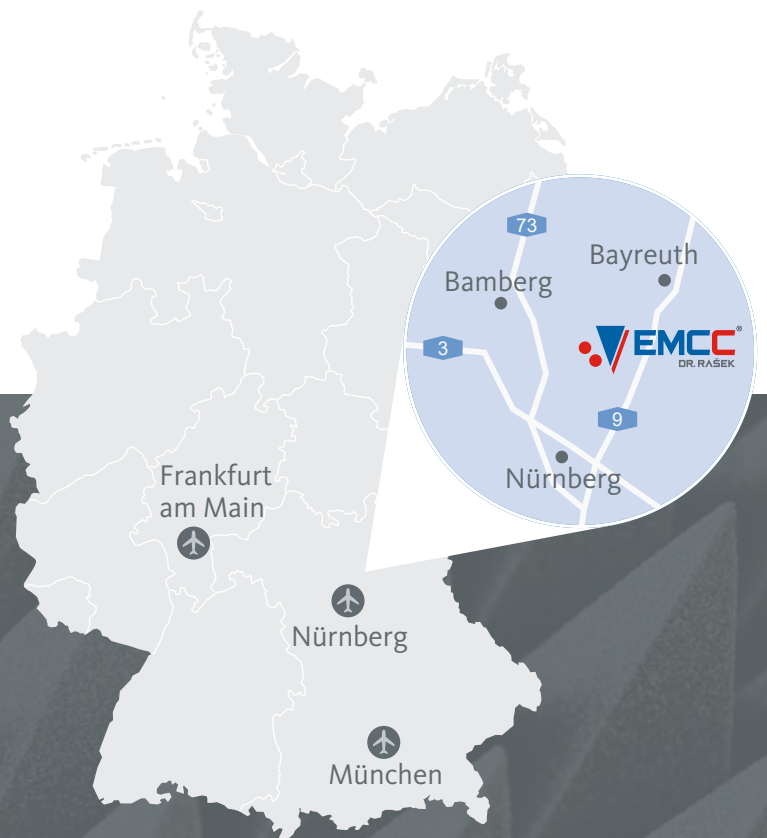 73
Bayreuth
Bamberg
3
EMCC®
DR. RAŠEK
9
Nürnberg
Frankfurt
am Main
Nürnberg
München